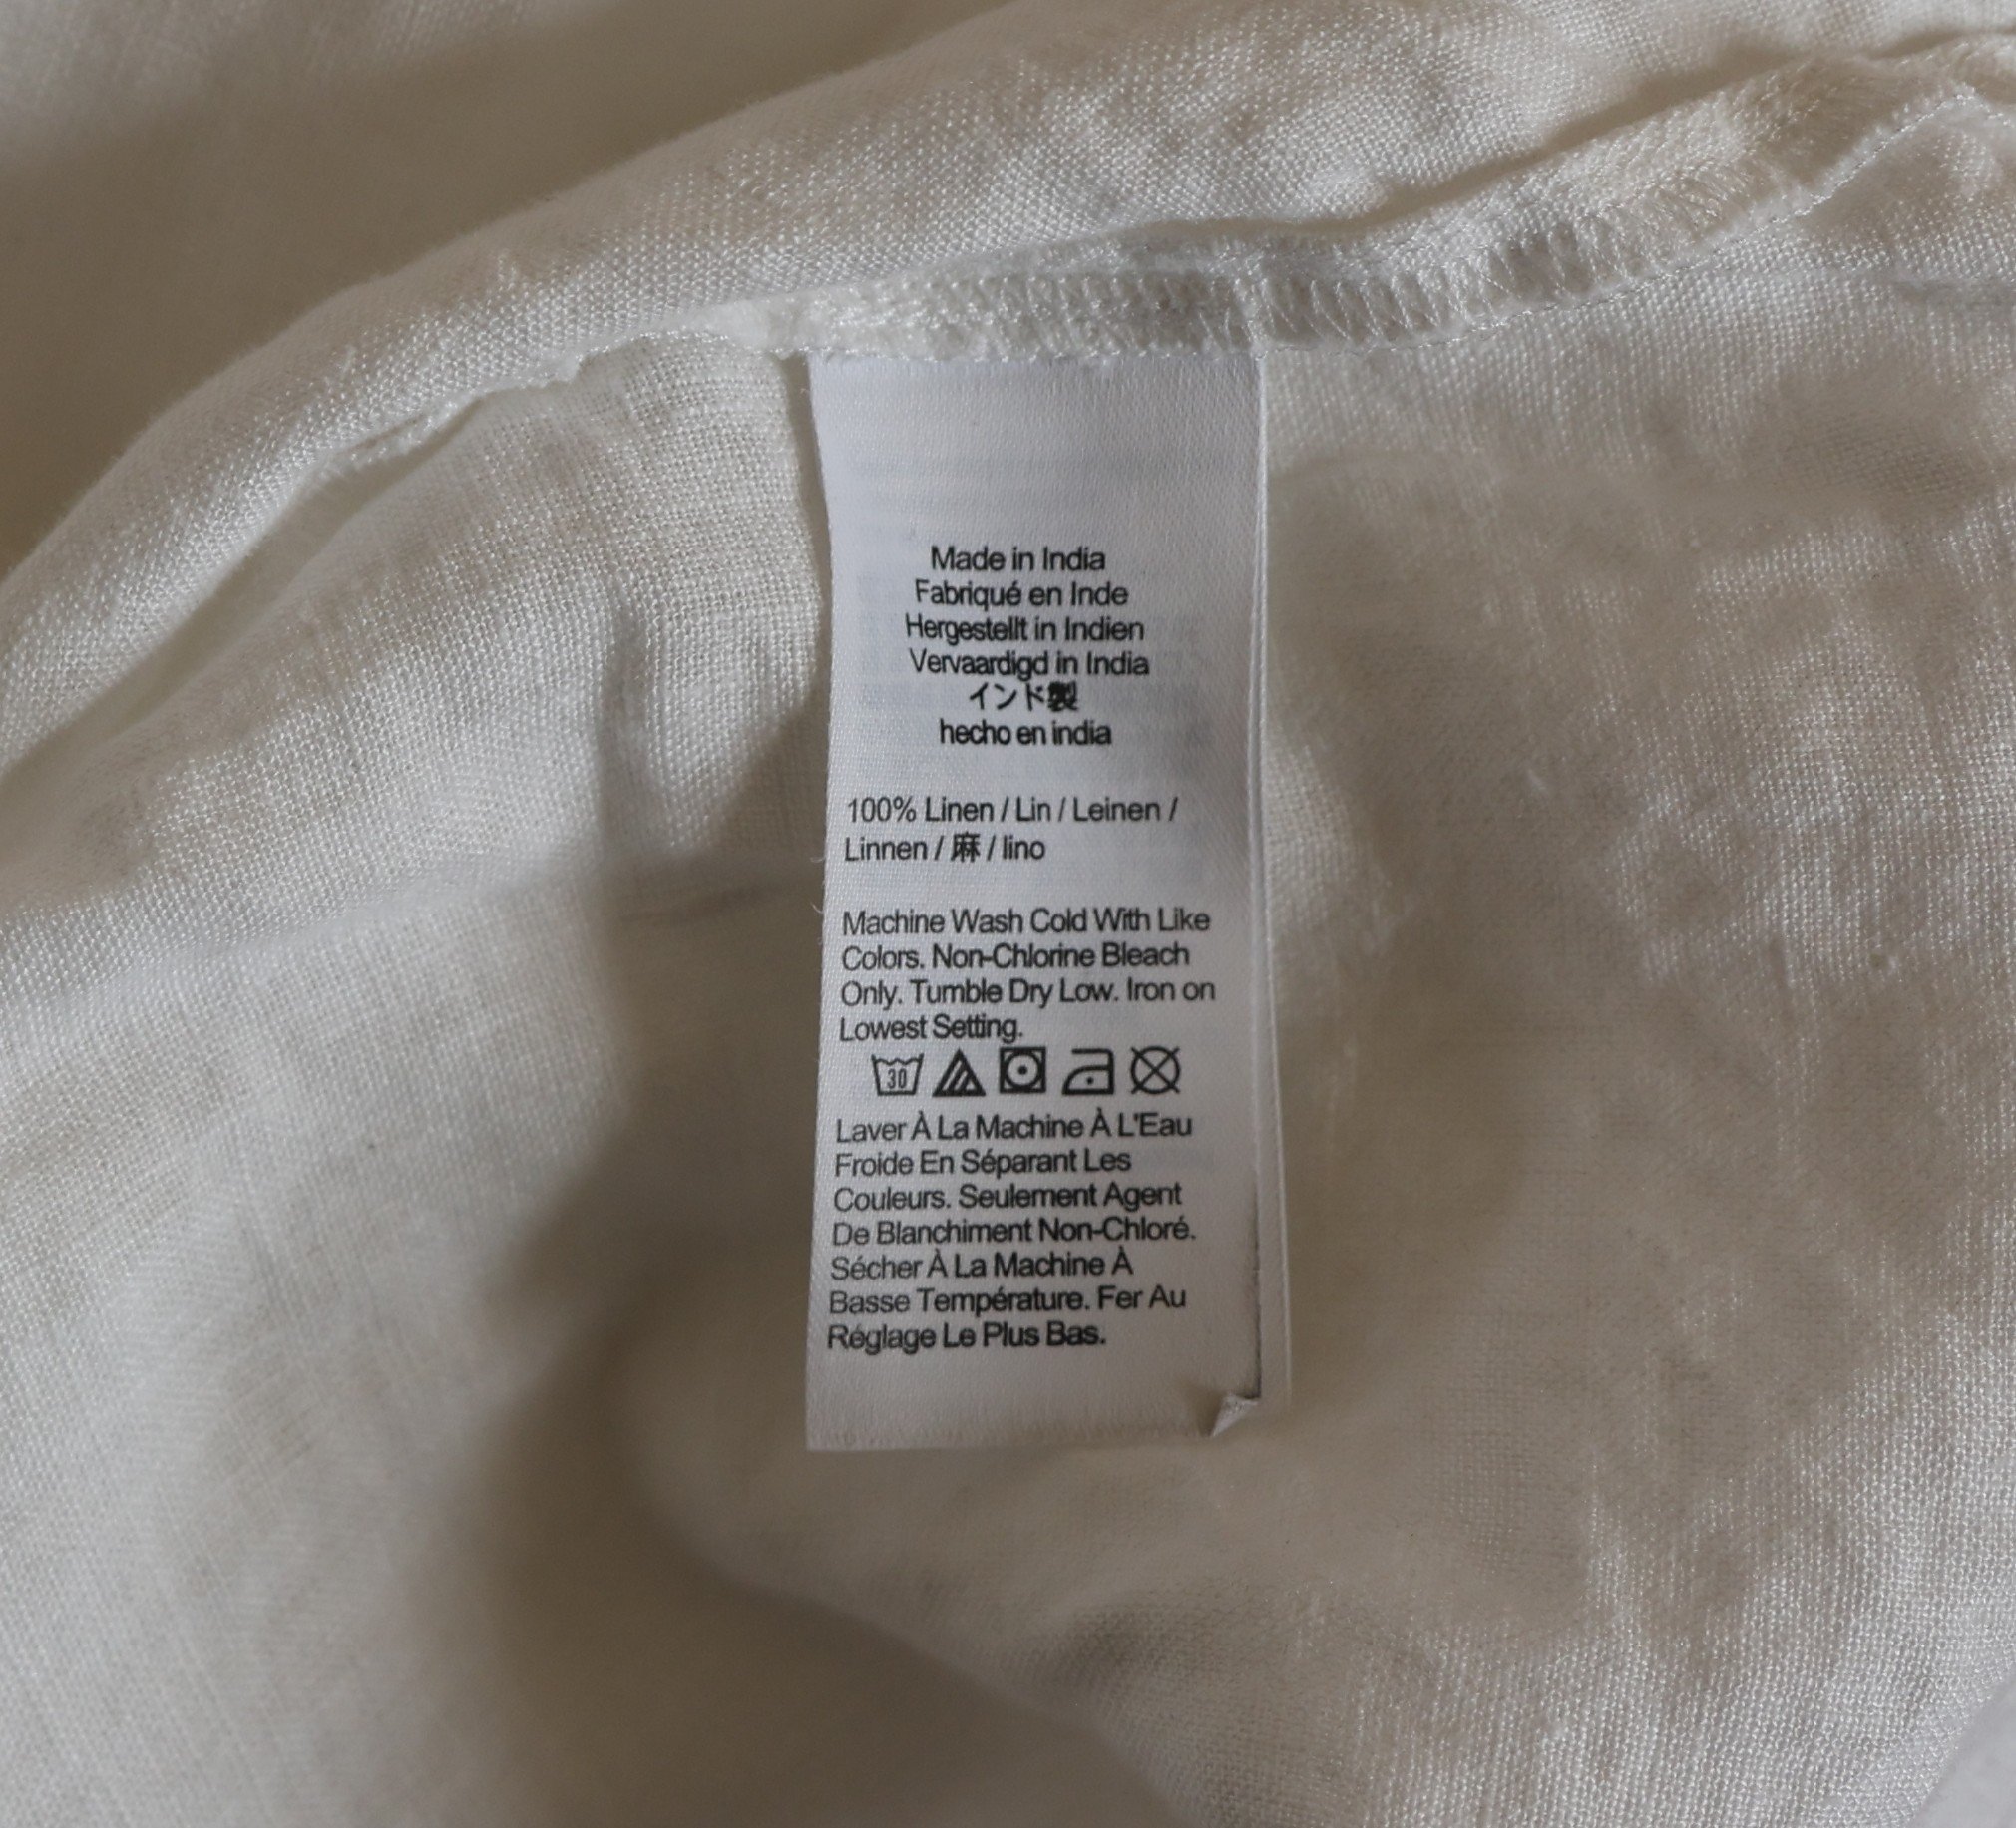 Made in India
Fabriqué en Inde
Hergestellt in Indien
Vervaardigd in India
インド製
hecho en india
100% Linen / Lin / Leinen /
Linnen / 麻 / lino
Machine Wash Cold With Like
Colors. Non-Chlorine Bleach
Only. Tumble Dry Low. Iron on
Lowest Setting.
30
Laver À La Machine À L'Eau
Froide En Séparant Les
Couleurs. Seulement Agent
De Blanchiment Non-Chloré.
Sécher À La Machine À
Basse Température. Fer Au
Réglage Le Plus Bas.